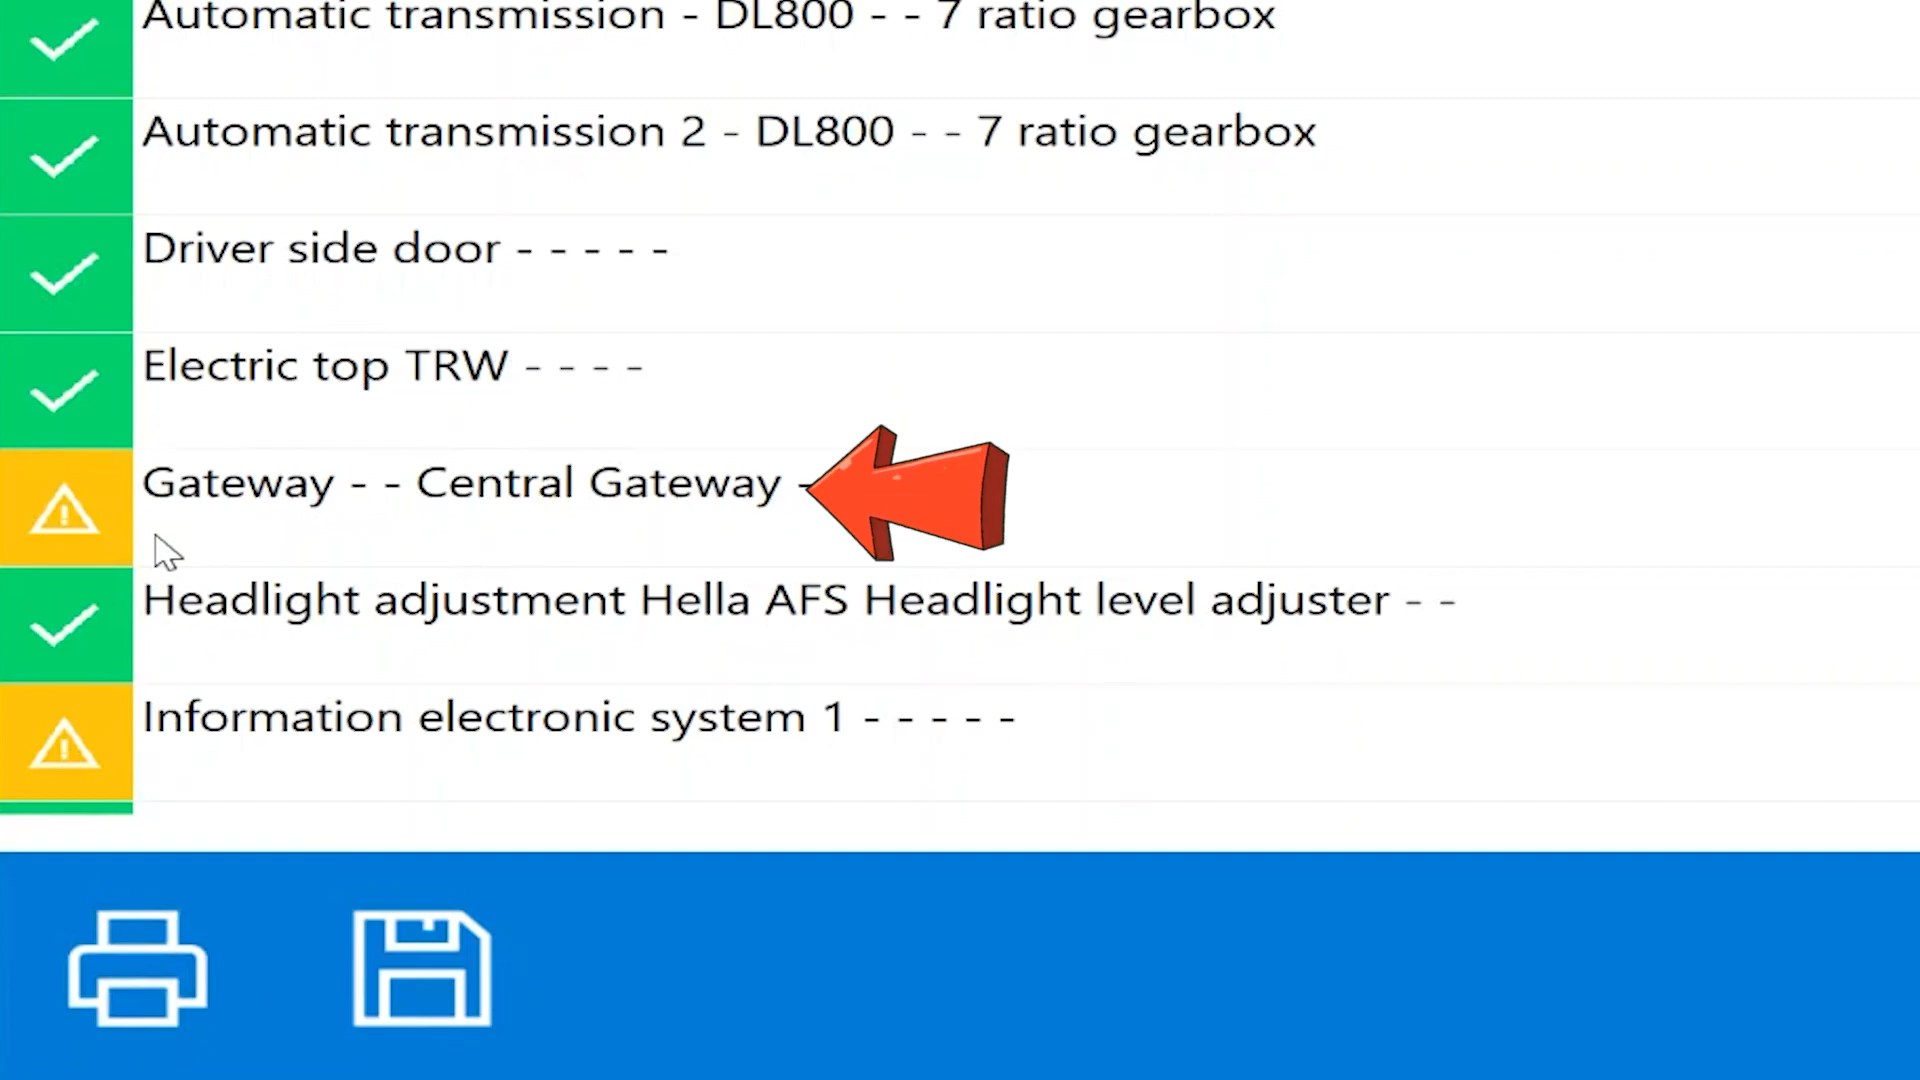 Automatic transmission - DL800 - - 7 ratio gearbox
Automatic transmission 2 - DL800 - - 7 ratio gearbox
Driver side door - - - - -
Electric top TRW - - - -
Gateway - - Central Gateway -
Headlight adjustment Hella AFS Headlight level adjuster - -
Information electronic system 1 - - - - -